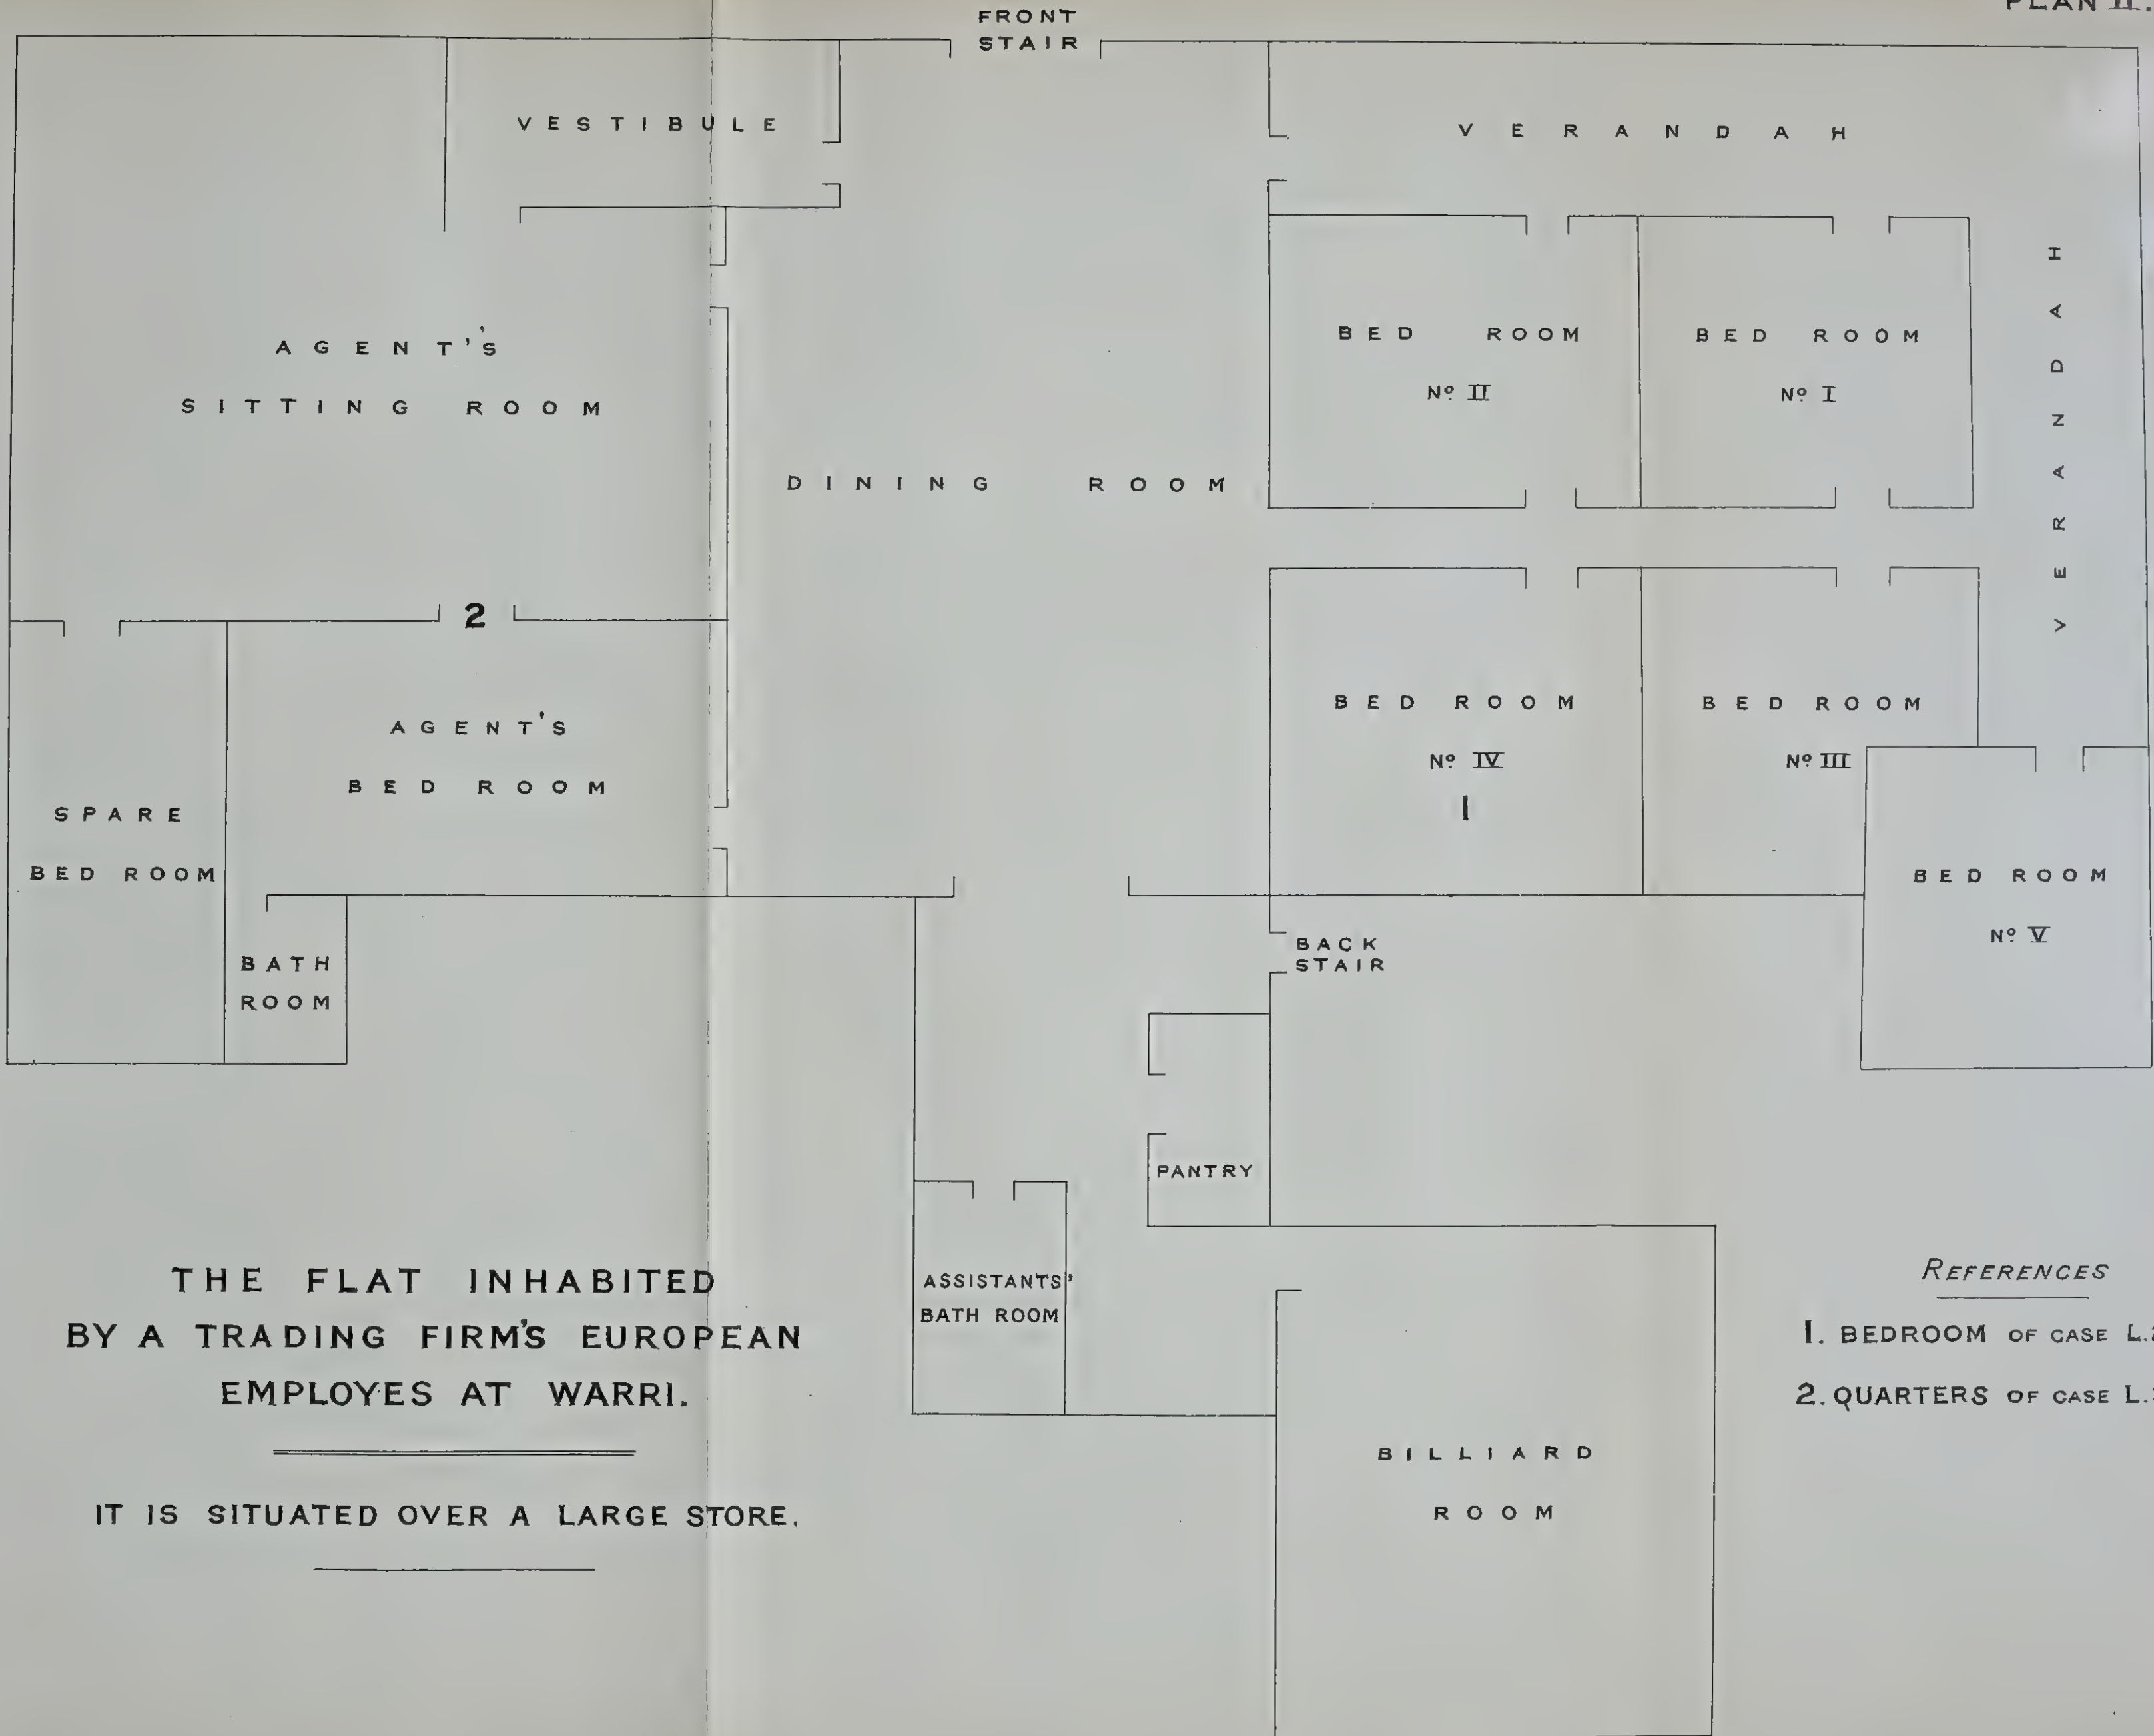 PLAN II.
FRONT
STAIR
VESTIBULE
VERANDAH
VERANDAH
AGENT'S
SITTING ROOM
DINING ROOM
BED ROOM
Nº II
BED ROOM
Nº I
2
AGENT'S
BED ROOM
SPARE
BED ROOM
BATH
ROOM
BED ROOM
Nº IV
1
BED ROOM
Nº III
BED ROOM
Nº V
BACK
STAIR
PANTRY
ASSISTANTS'
BATH ROOM
BILLIARD
ROOM
THE FLAT INHABITED
BY A TRADING FIRM'S EUROPEAN
EMPLOYES AT WARRI.
IT IS SITUATED OVER A LARGE STORE.
REFERENCES
1. BEDROOM OF CASE L.
2. QUARTERS OF CASE L.